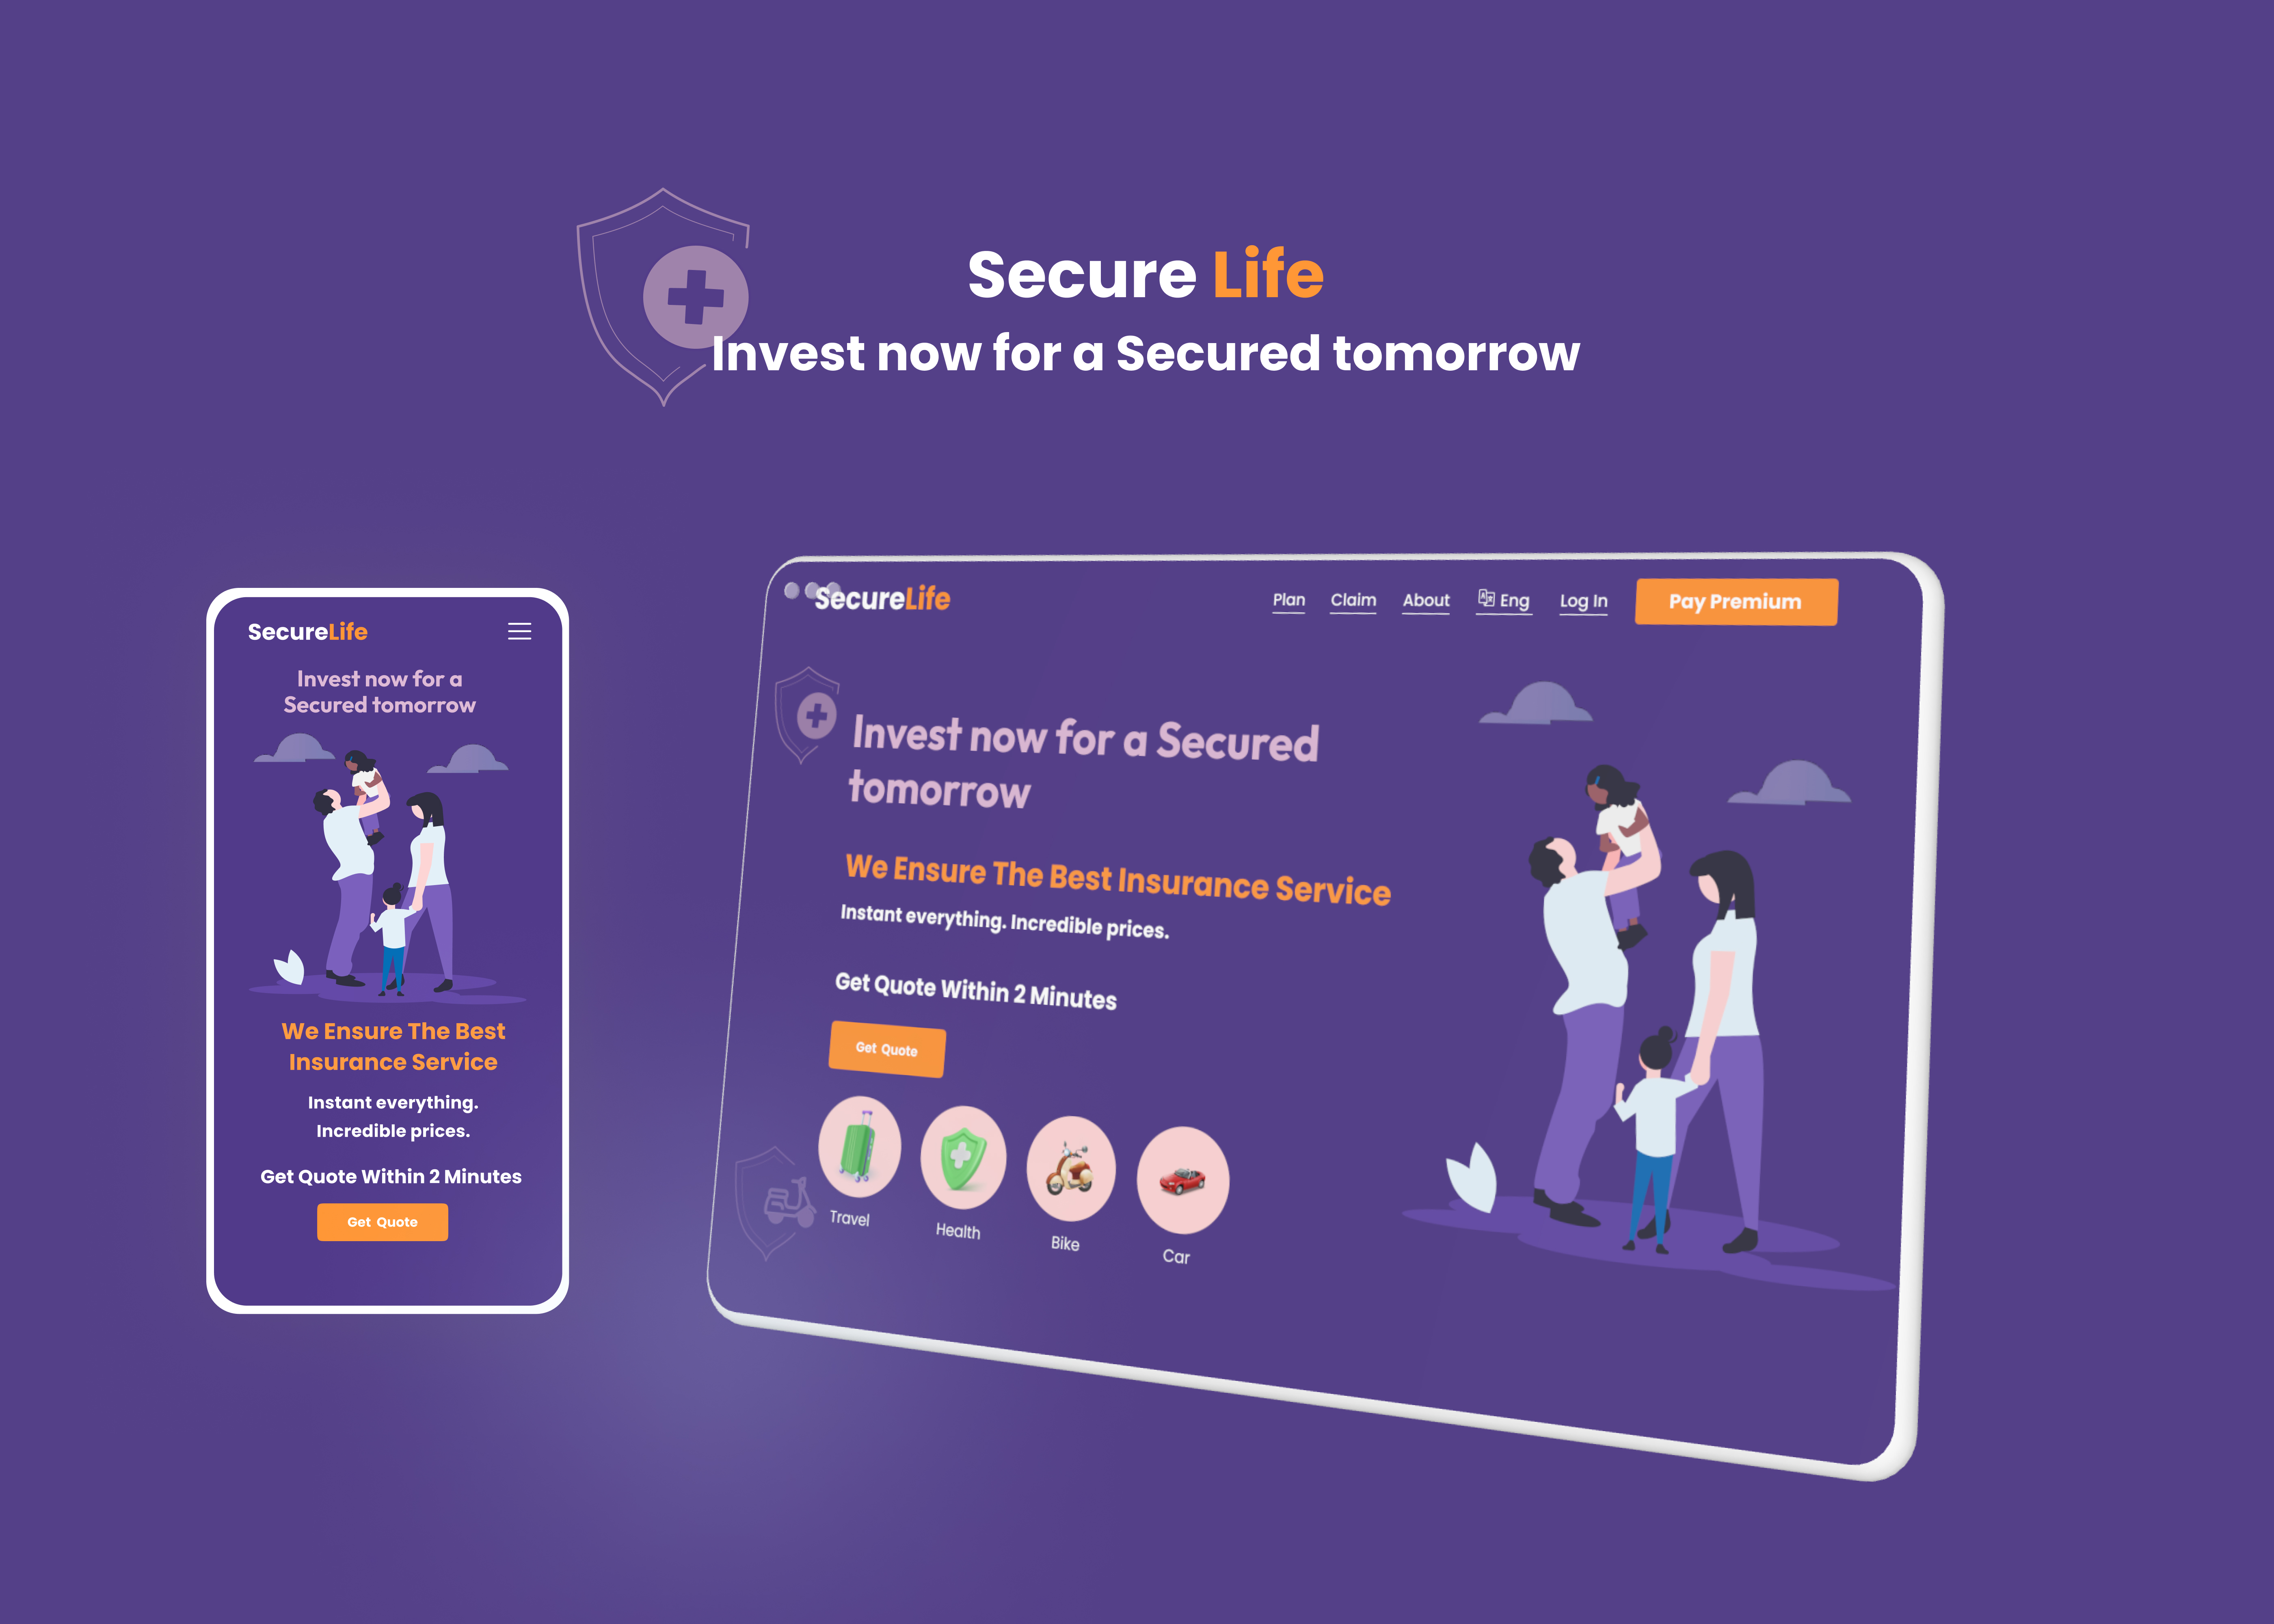 Secure Life
Invest now for a Secured tomorrow
SecureLife
Invest now for a
Secured tomorrow
We Ensure The Best
Insurance Service
Instant everything.
Incredible prices.
Get Quote Within 2 Minutes
Get Quote
SecureLife
Plan Claim About Eng Log In Pay Premium
Invest now for a Secured
tomorrow
We Ensure The Best Insurance Service
Instant everything. Incredible prices.
Get Quote Within 2 Minutes
Get Quote
Travel Health Bike Car